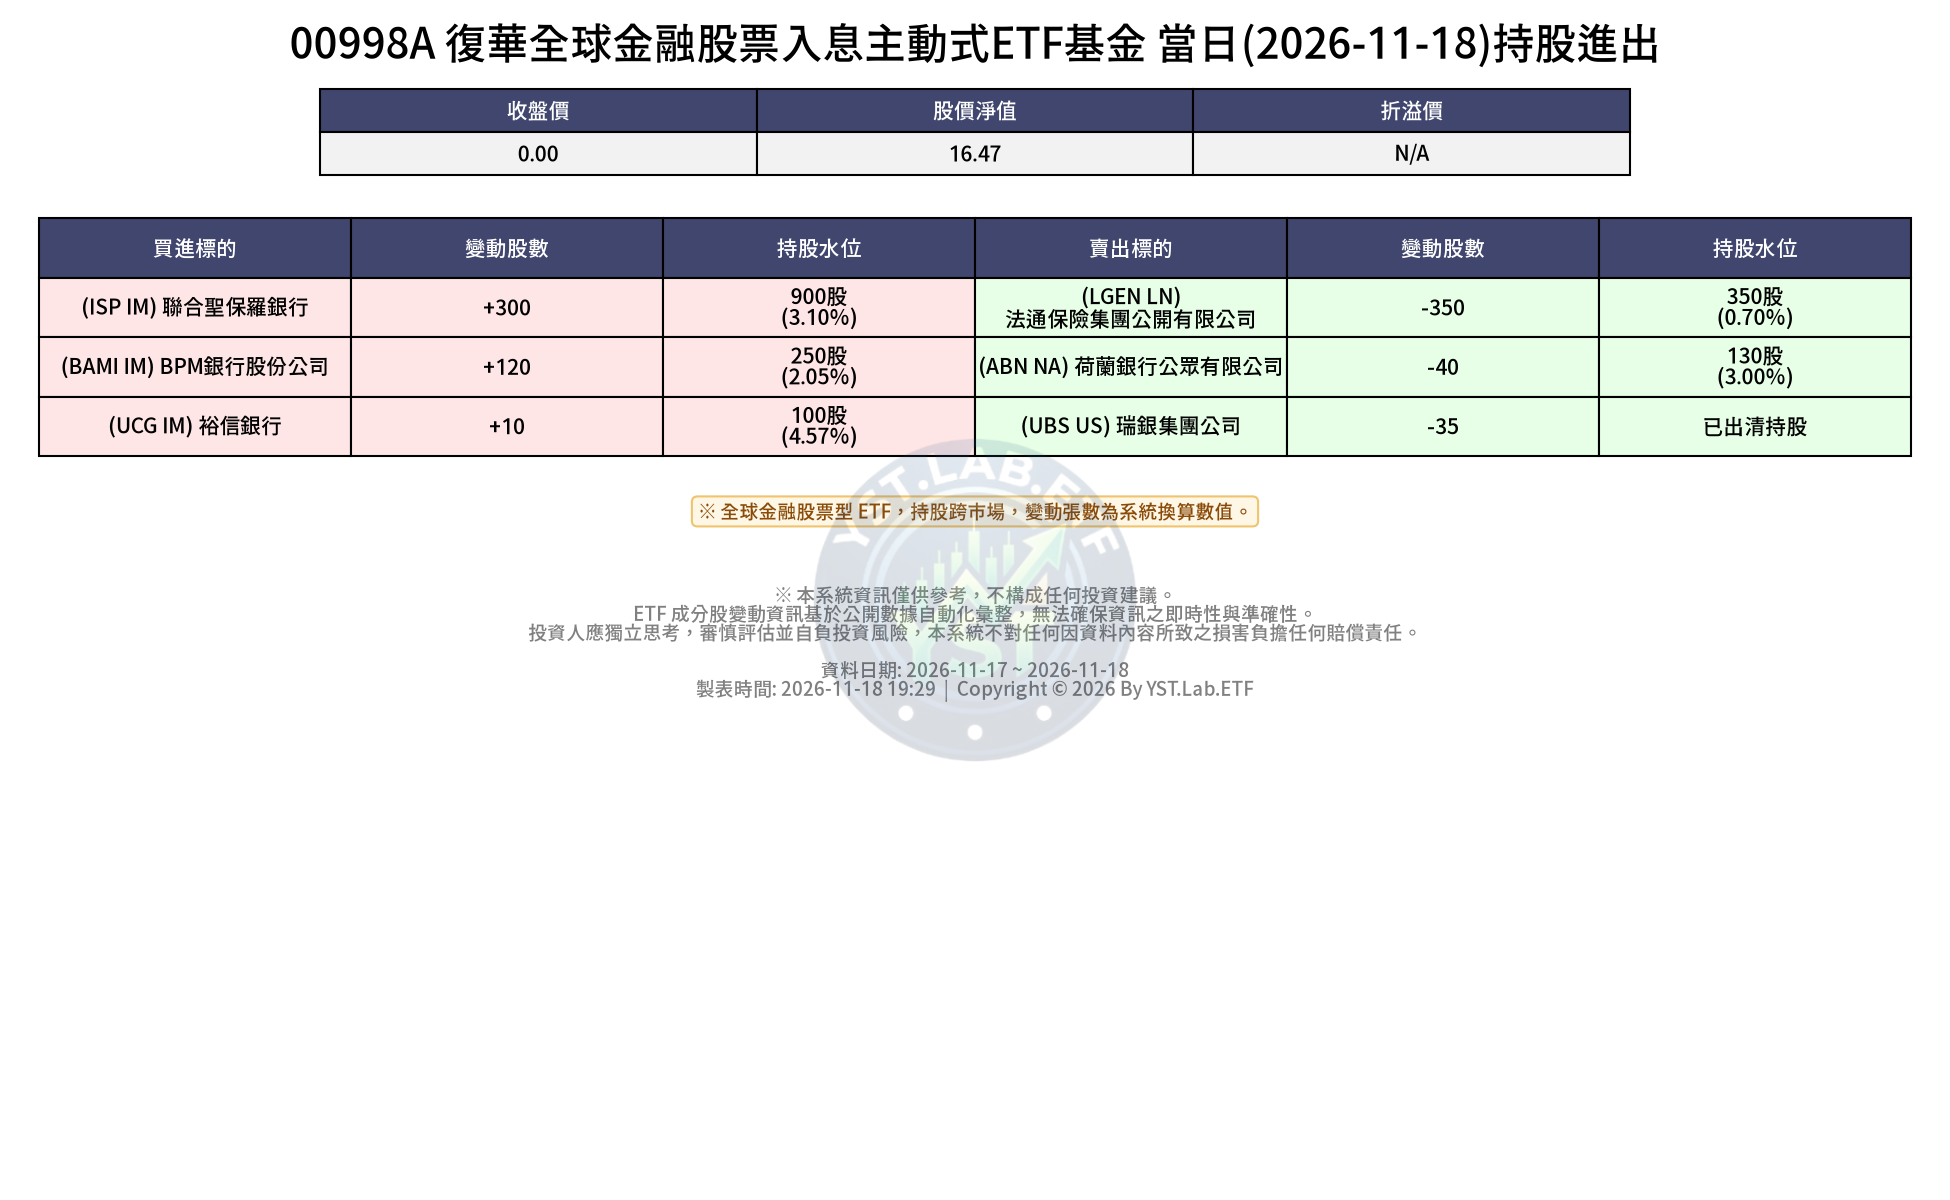 00998A 復華全球金融股票入息主動式ETF基金 當日(2026-11-18)持股進出
收盤價 股價淨值 折溢價
0.00 16.47 N/A
買進標的 變動股數 持股水位 賣出標的 變動股數 持股水位
(ISP IM) 聯合聖保羅銀行 +300 900股 (3.10%) (LGEN LN) 法通保險集團公開有限公司 -350 350股 (0.70%)
(BAMI IM) BPM銀行股份公司 +120 250股 (2.05%) (ABN NA) 荷蘭銀行公眾有限公司 -40 130股 (3.00%)
(UCG IM) 裕信銀行 +10 100股 (4.57%) (UBS US) 瑞銀集團公司 -35 已出清持股
YST.LAB.ETF
※ 全球金融股票型 ETF，持股跨市場，變動張數為系統換算數值。
※ 本系統資訊僅供參考，不構成任何投資建議。
ETF 成分股變動資訊基於公開數據自動化彙整，無法確保資訊之即時性與準確性。
投資人應獨立思考，審慎評估並自負投資風險，本系統不對任何因資料內容所致之損害負擔任何賠償責任。
YST
資料日期: 2026-11-17 ~ 2026-11-18
製表時間: 2026-11-18 19:29 | Copyright © 2026 By YST.Lab.ETF